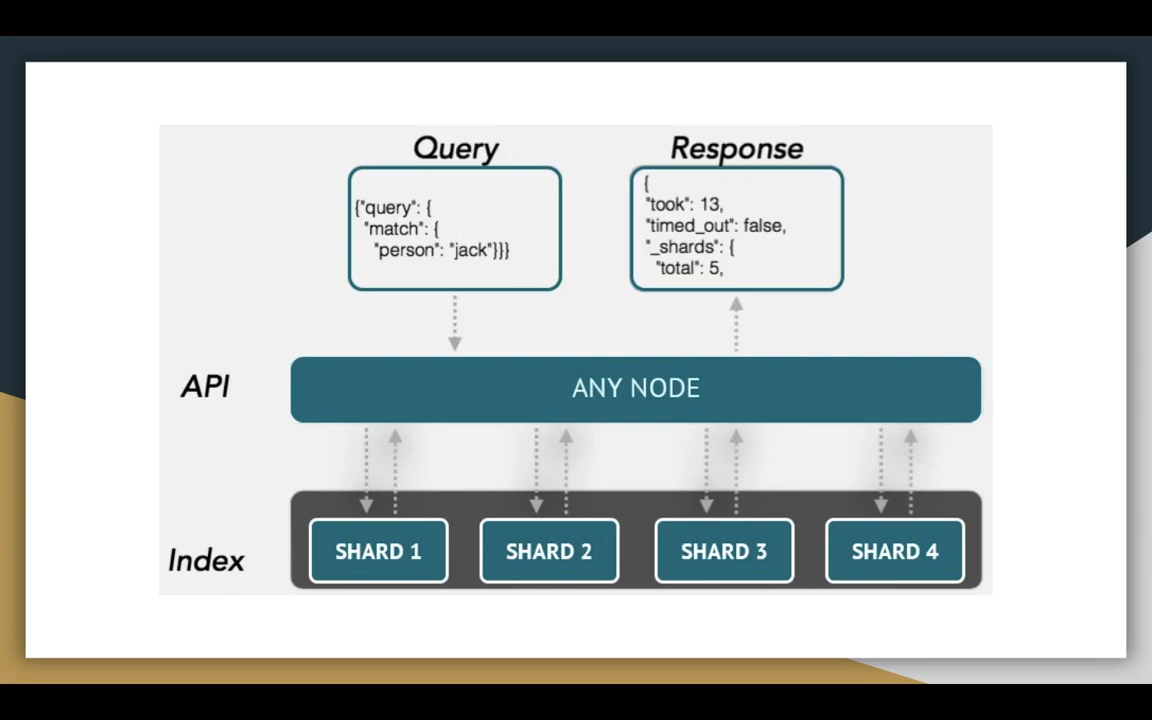 Query
{"query": {
"match": {
"person": "jack"}}}
Response
{
"took": 13,
"timed_out": false,
"_shards": {
"total": 5,
API
ANY NODE
Index
SHARD 1
SHARD 2
SHARD 3
SHARD 4